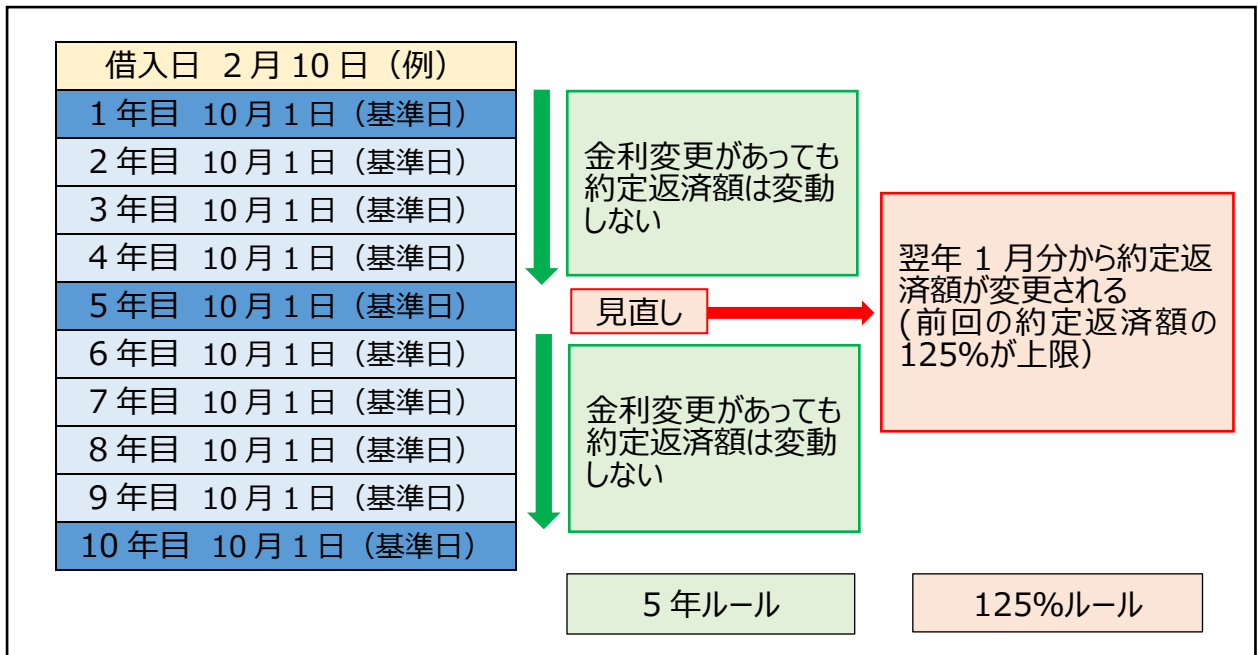 借入日 2月10日（例）
1年目 10月1日（基準日）
2年目 10月1日（基準日）
3年目 10月1日（基準日）
4年目 10月1日（基準日）
5年目 10月1日（基準日）
6年目 10月1日（基準日）
7年目 10月1日（基準日）
8年目 10月1日（基準日）
9年目 10月1日（基準日）
10年目 10月1日（基準日）
金利変更があっても
約定返済額は変動
しない
見直し
金利変更があっても
約定返済額は変動
しない
翌年 1 月分から約定返
済額が変更される
(前回の約定返済額の
125%が上限）
5年ルール
125%ルール